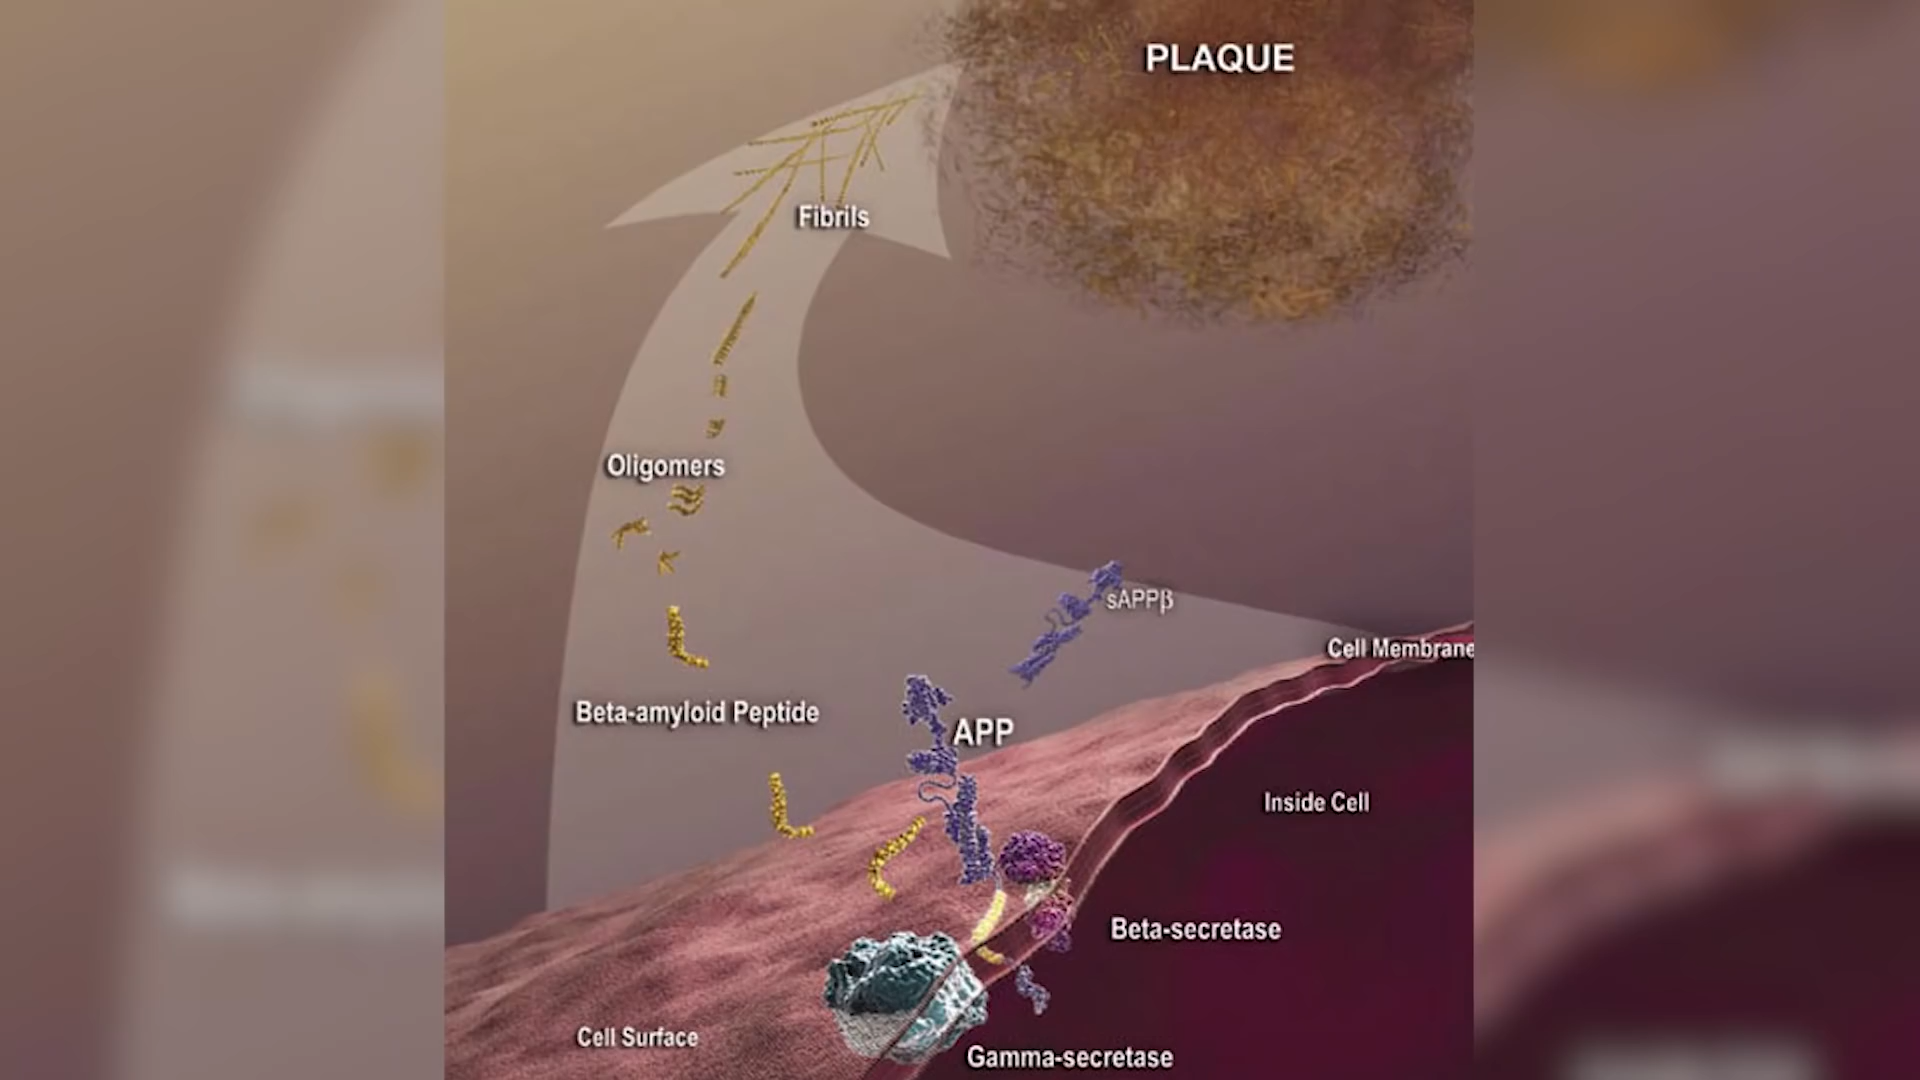 PLAQUE
Fibrils
Oligomers
sAPPβ
Cell Membrane
Beta-amyloid Peptide
APP
Inside Cell
Beta-secretase
Cell Surface
Gamma-secretase